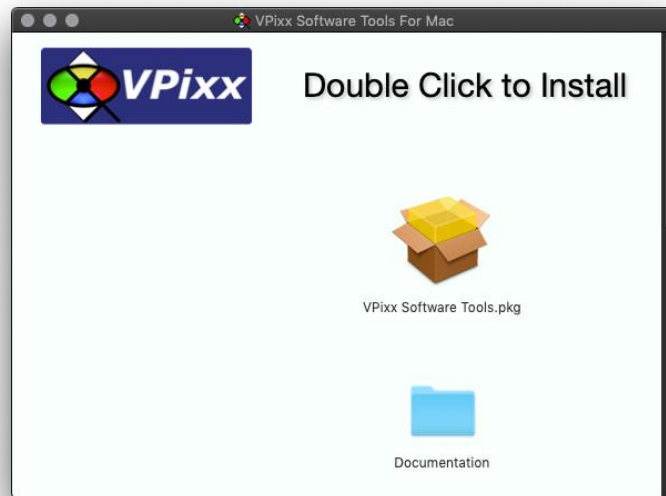 VPixx Software Tools For Mac
VPixx
Double Click to Install
VPixx Software Tools.pkg
Documentation